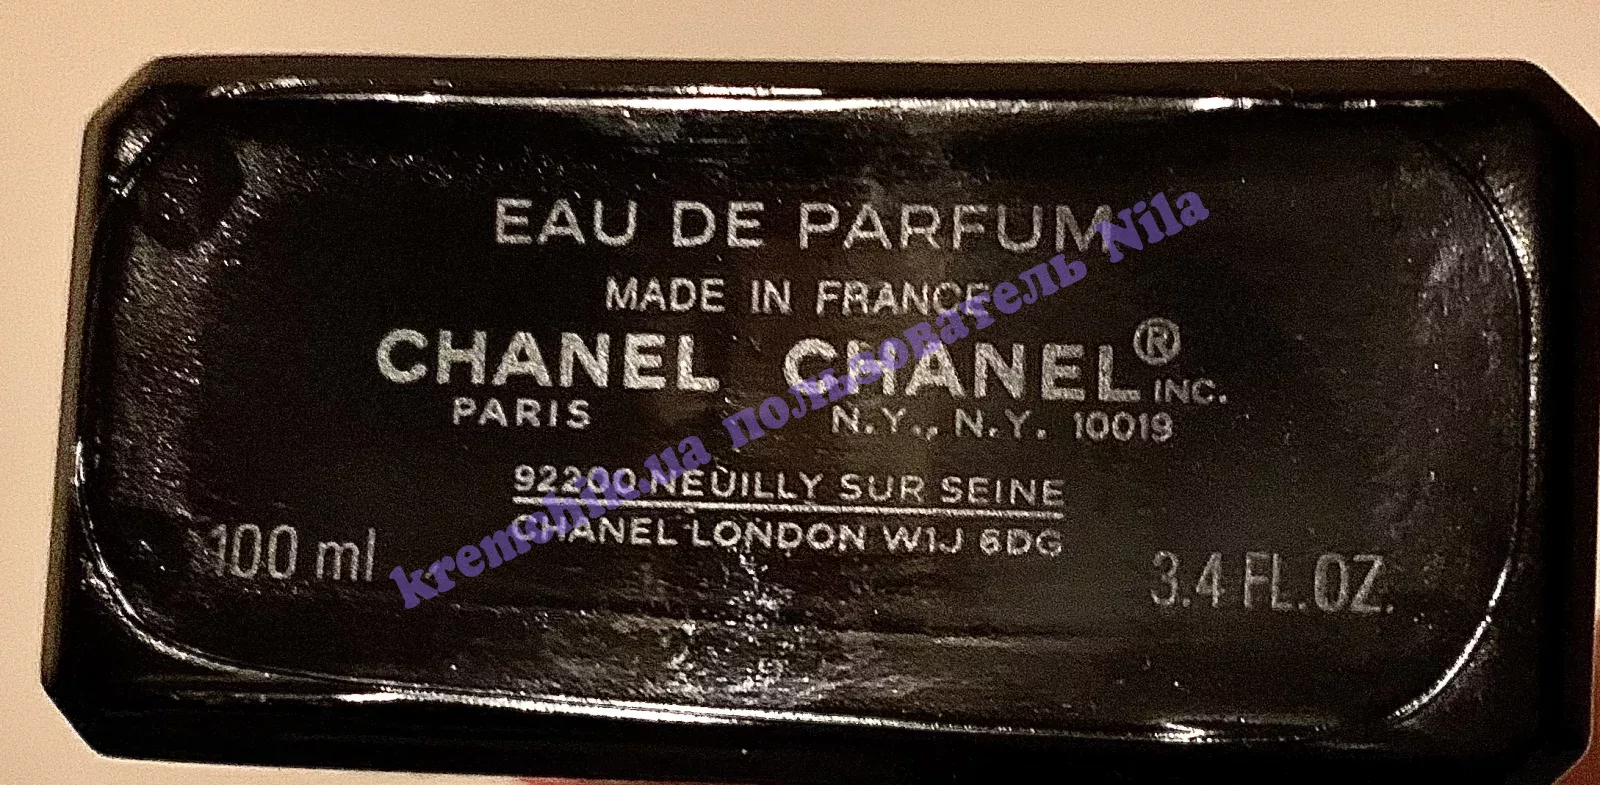 EAU DE PARFUM
MADE IN FRANCE
CHANEL CHANEL® INC.
PARIS N.Y., N.Y. 10019
92200 NEUILLY SUR SEINE
CHANEL LONDON W1J 6DG
100 ml 3.4 FL.OZ.
kremchik.ua пользователь Nila